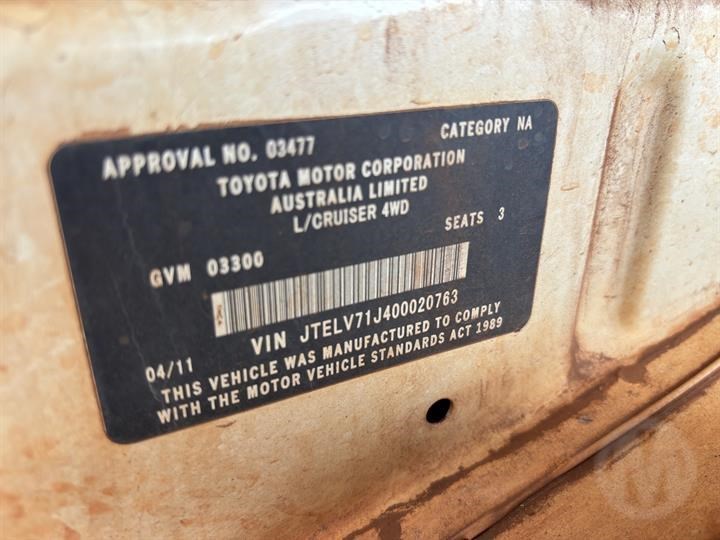 APPROVAL NO. 03477 CATEGORY NA
TOYOTA MOTOR CORPORATION
AUSTRALIA LIMITED
L/CRUISER 4WD
SEATS 3
GVM 03300
VIN JTELV71J400020763
04/11
THIS VEHICLE WAS MANUFACTURED TO COMPLY
WITH THE MOTOR VEHICLE STANDARDS ACT 1989